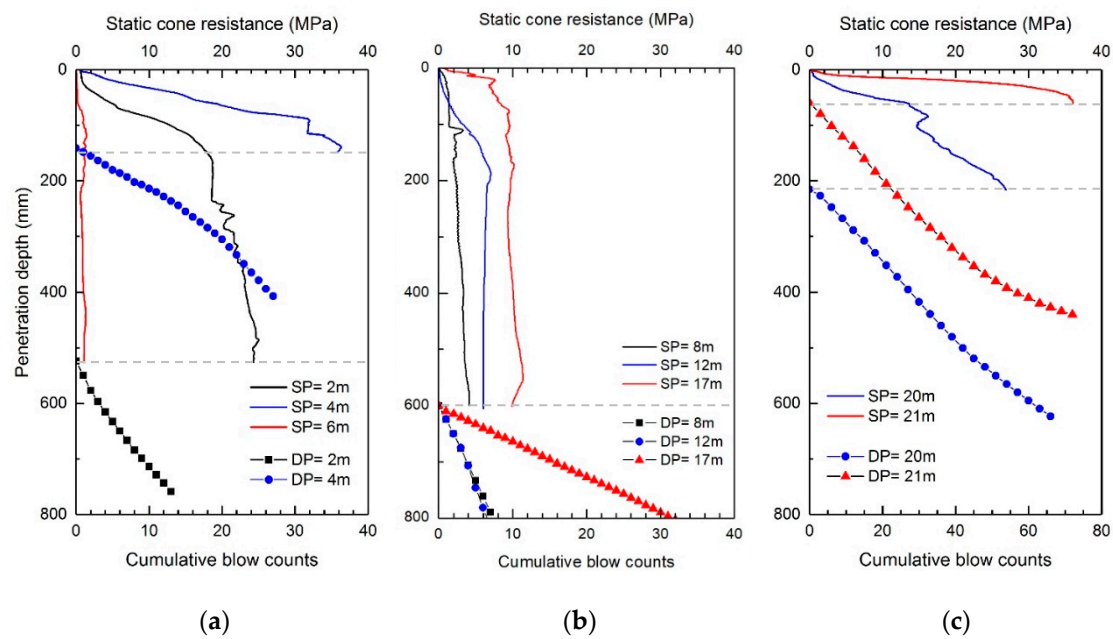 Static cone resistance (MPa)
0 10 20 30 40
0
200
400
600
800
Penetration depth (mm)
SP= 2m
SP= 4m
SP= 6m
DP= 2m
DP= 4m
0 10 20 30 40
Cumulative blow counts
(a)
Static cone resistance (MPa)
0 10 20 30 40
0
200
400
600
800
SP= 8m
SP= 12m
SP= 17m
DP= 8m
DP= 12m
DP= 17m
0 10 20 30 40
Cumulative blow counts
(b)
Static cone resistance (MPa)
0 10 20 30 40
0
200
400
600
800
SP= 20m
SP= 21m
DP= 20m
DP= 21m
0 20 40 60 80
Cumulative blow counts
(c)